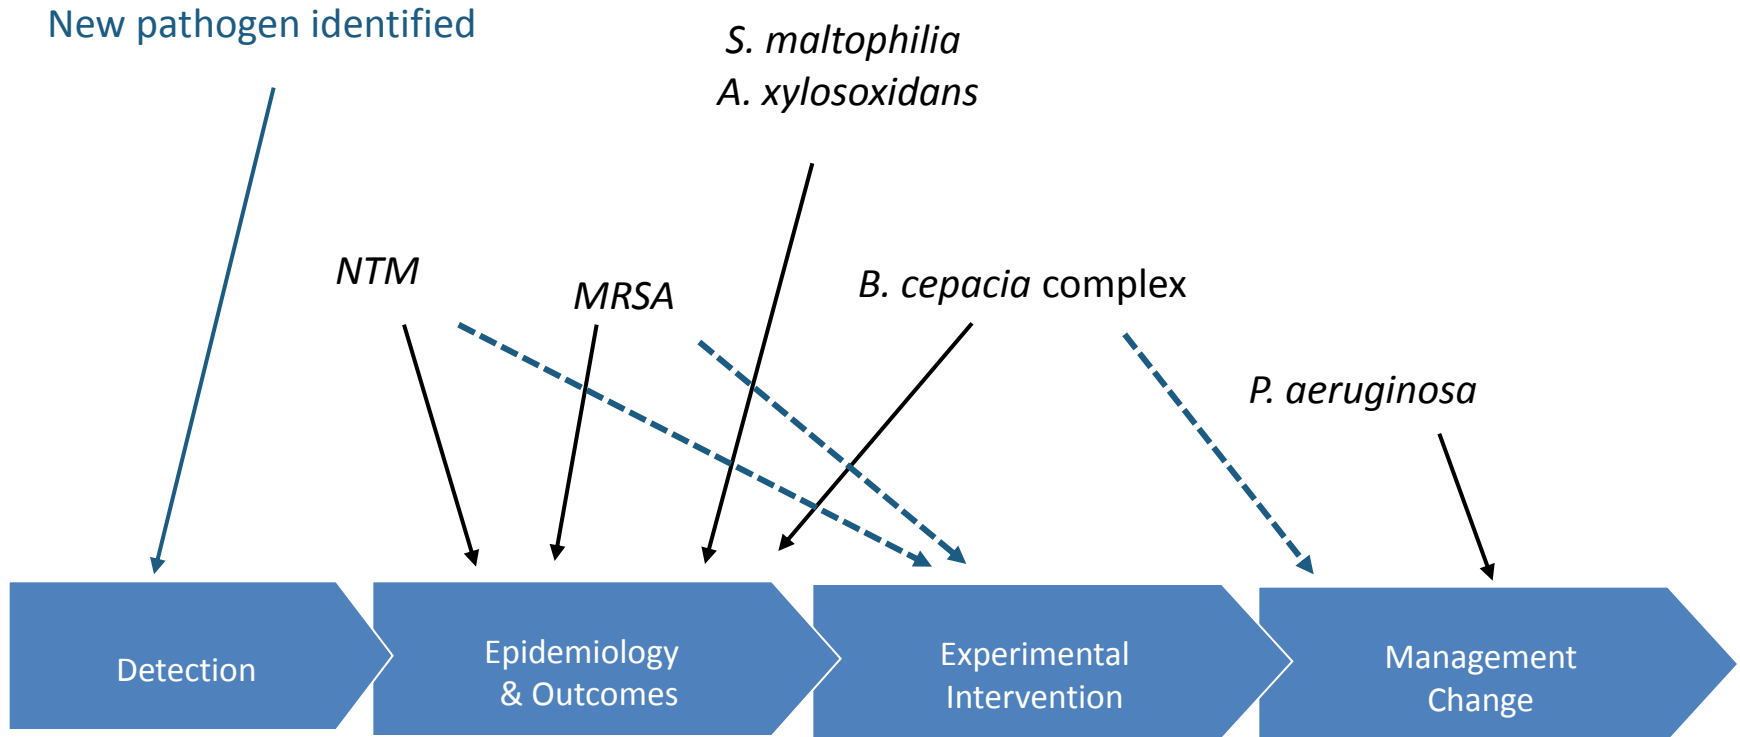 New pathogen identified
S. maltophilia
A. xylosoxidans
NTM
MRSA
B. cepacia complex
P. aeruginosa
Detection
Epidemiology
& Outcomes
Experimental
Intervention
Management
Change